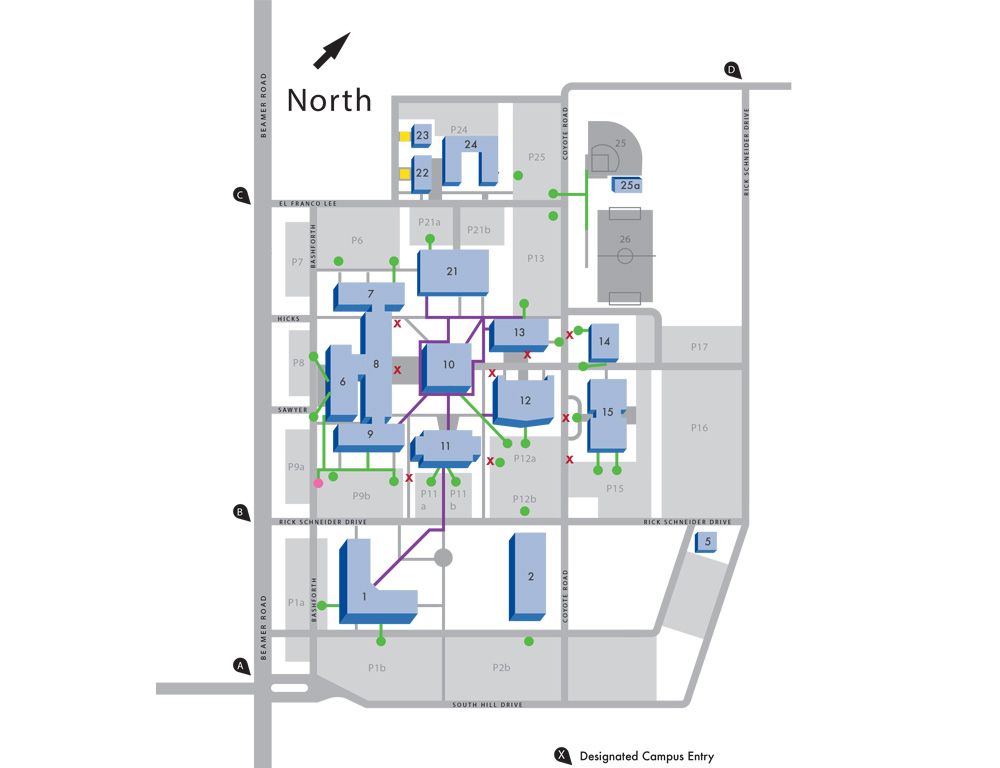 D
North
BEAMER ROAD
COYOTE ROAD
RICK SCHNEIDER DRIVE
23
P24
24
25
P25
22
25a
C
EL FRANCO LEE
BASHFORTH
P7
P6
P21a
P21b
26
P13
21
7
HICKS
X
13
X
14
P17
X
P8
8
10
X
X
6
12
15
SAWYER
X
P16
9
11
P12a
X
X
P9a
X
P9b
P11
a
P11
b
P12b
P15
B
RICK SCHNEIDER DRIVE
RICK SCHNEIDER DRIVE
5
2
1
P1a
BASHFORTH
COYOTE ROAD
BEAMER ROAD
A
P1b
P2b
SOUTH HILL DRIVE
X Designated Campus Entry